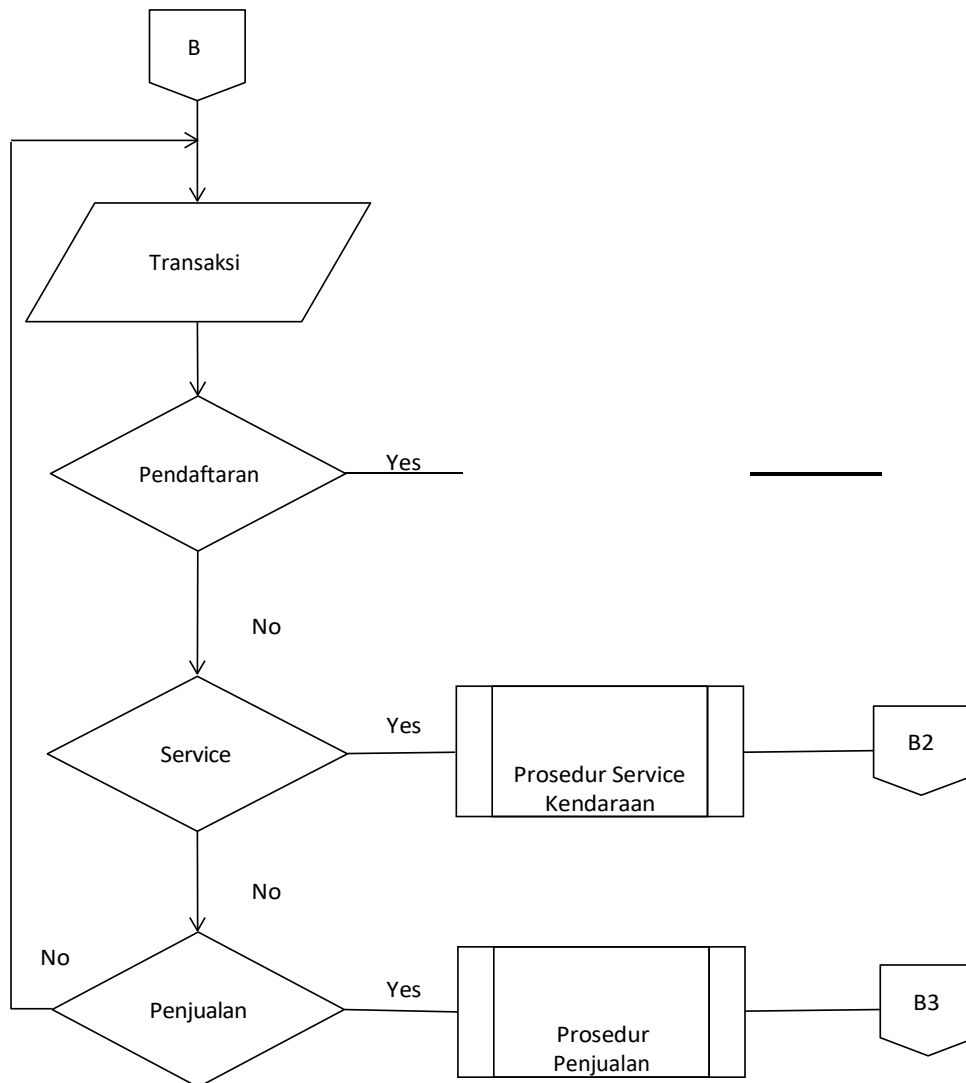 B
Transaksi
Pendaftaran
Yes
No
Service
Yes
Prosedur Service
Kendaraan
B2
No
No
Penjualan
Yes
Prosedur
Penjualan
B3